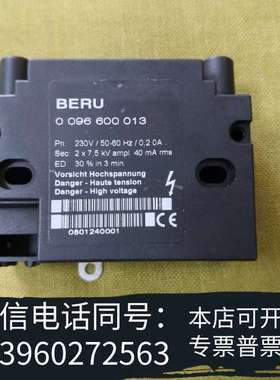 BERU
0 096 600 013
Pri: 230V / 50-60 Hz / 0,2 0A
Sec: 2 x 7,5 kV ampl. 40 mA rms
ED 30 % in 3 min
Vorsicht Hochspannung
Danger - Haute tension
Danger - High voltage
CE
0801240001
信电话同号: 本店可开
3960272563 专票普票